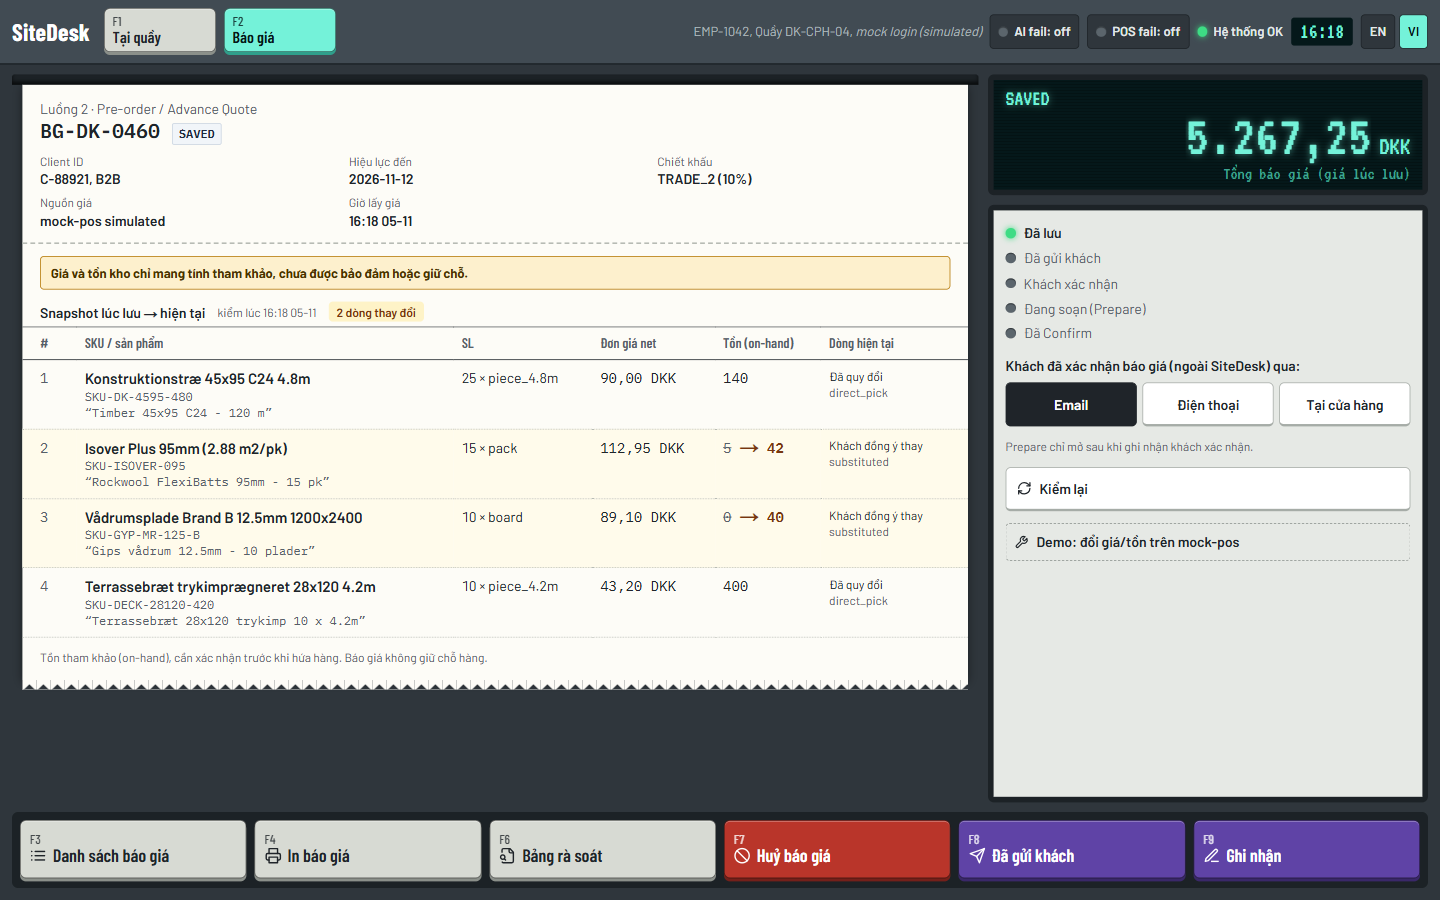 SiteDesk
F1
Tại quầy
F2
Báo giá
EMP-1042, Quầy DK-CPH-04, mock login (simulated)
AI fail: off
POS fail: off
Hệ thống OK
16:18
EN
VI
Luồng 2 · Pre-order / Advance Quote
BG-DK-0460 SAVED
Client ID
C-88921, B2B
Hiệu lực đến
2026-11-12
Chiết khấu
TRADE_2 (10%)
Nguồn giá
mock-pos simulated
Giờ lấy giá
16:18 05-11
Giá và tồn kho chỉ mang tính tham khảo, chưa được bảo đảm hoặc giữ chỗ.
Snapshot lúc lưu → hiện tại kiểm lúc 16:18 05-11 2 dòng thay đổi
# SKU / sản phẩm SL Đơn giá net Tồn (on-hand) Dòng hiện tại
1 Konstruktionstræ 45x95 C24 4.8m 25 × piece_4.8m 90,00 DKK 140 Đã quy đổi
SKU-DK-4595-480 direct_pick
“Timber 45x95 C24 - 120 m”
2 Isover Plus 95mm (2.88 m2/pk) 15 × pack 112,95 DKK 5 → 42 Khách đồng ý thay
SKU-ISOVER-095 substituted
“Rockwool FlexiBatts 95mm - 15 pk”
3 Vådrumsplade Brand B 12.5mm 1200x2400 10 × board 89,10 DKK 0 → 40 Khách đồng ý thay
SKU-GYP-MR-125-B substituted
“Gips vådrum 12.5mm - 10 plader”
4 Terrassebræt trykimprægneret 28x120 4.2m 10 × piece_4.2m 43,20 DKK 400 Đã quy đổi
SKU-DECK-28120-420 direct_pick
“Terrassebræt 28x120 trykimp 10 x 4.2m”
Tồn tham khảo (on-hand), cần xác nhận trước khi hứa hàng. Báo giá không giữ chỗ hàng.
SAVED
5.267,25 DKK
Tổng báo giá (giá lúc lưu)
Đã lưu
Đã gửi khách
Khách xác nhận
Đang soạn (Prepare)
Đã Confirm
Khách đã xác nhận báo giá (ngoài SiteDesk) qua:
Email
Điện thoại
Tại cửa hàng
Prepare chỉ mở sau khi ghi nhận khách xác nhận.
Kiểm lại
Demo: đổi giá/tồn trên mock-pos
F3
Danh sách báo giá
F4
In báo giá
F6
Bảng rà soát
F7
Huỷ báo giá
F8
Đã gửi khách
F9
Ghi nhận